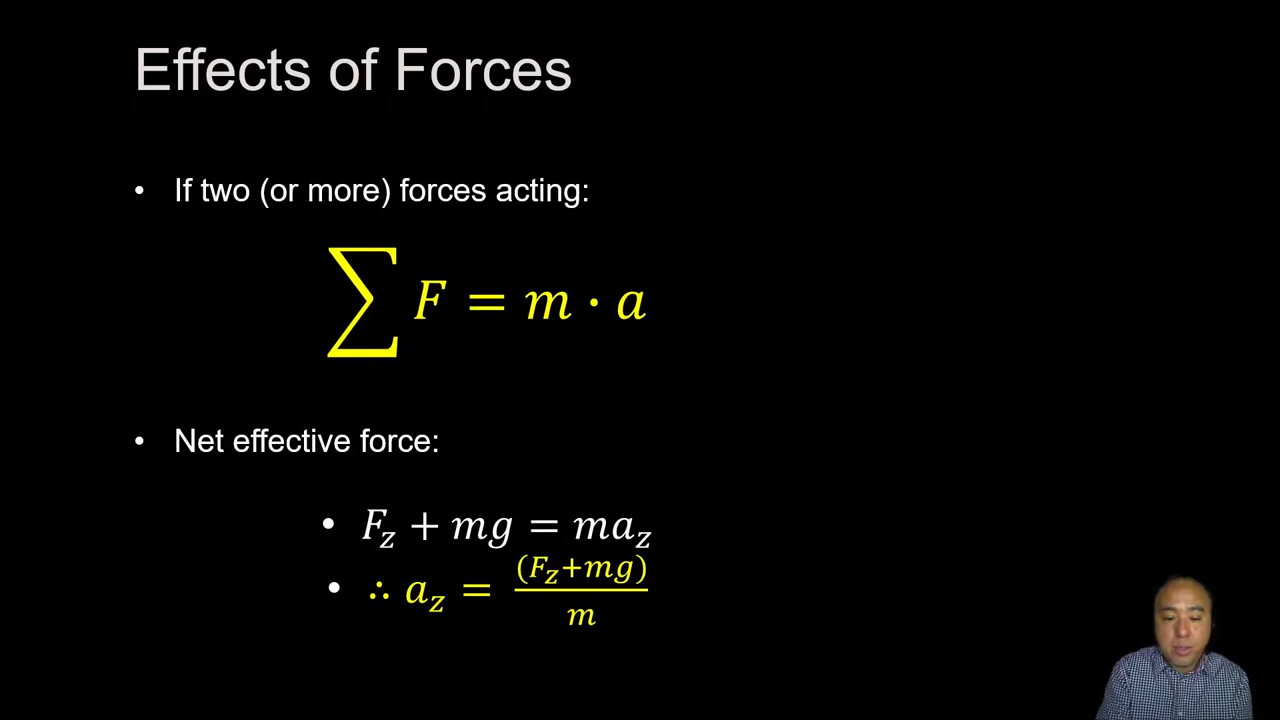 Effects of Forces
• If two (or more) forces acting:
∑ F = m · a
• Net effective force:
• F_z + mg = ma_z
• ∴ a_z = (F_z+mg)/m